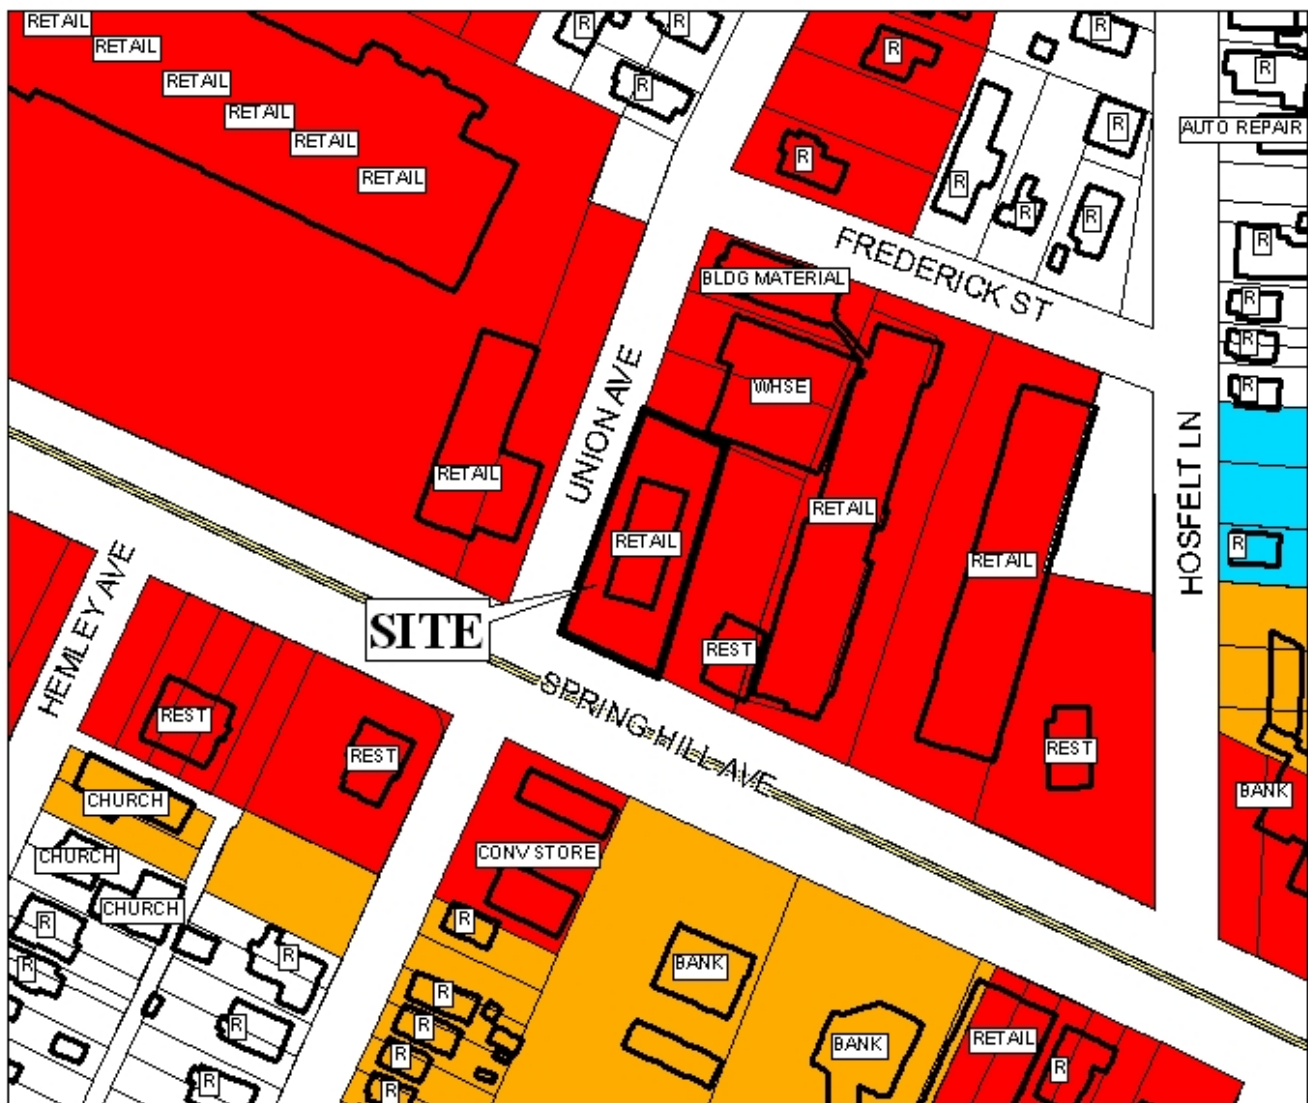 RETAIL
RETAIL
RETAIL
RETAIL
RETAIL
RETAIL
R
R
R
R
R
R
R
R
R
R
R
AUTO REPAIR
R
R
R
R
R
FREDERICK ST
BLDG MATERIAL
WHSE
UNION AVE
HOSFELT LN
RETAIL
RETAIL
RETAIL
RETAIL
R
HEMLEY AVE
SITE
REST
SPRING HILL AVE
REST
REST
REST
BANK
CHURCH
CHURCH
CHURCH
CONV STORE
R
R
R
R
BANK
R
R
R
R
R
R
BANK
RETAIL
R